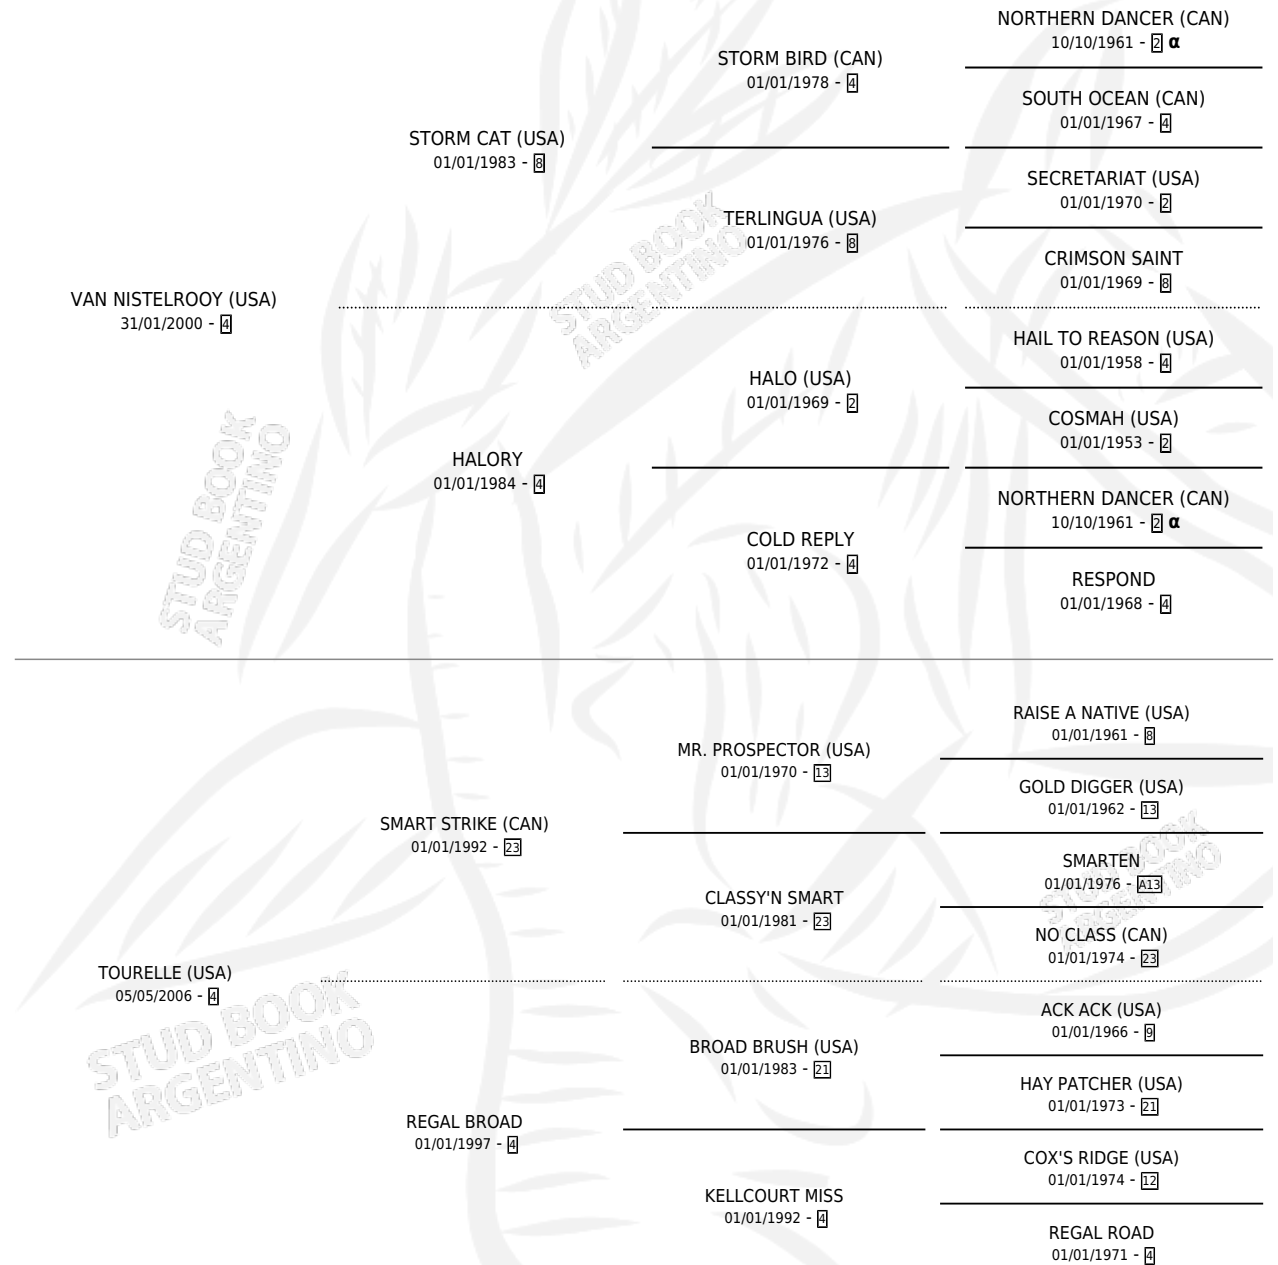 NORTHERN DANCER (CAN)
10/10/1961 - 2 α
STORM BIRD (CAN)
01/01/1978 - 4
SOUTH OCEAN (CAN)
01/01/1967 - 4
STORM CAT (USA)
01/01/1983 - 8
SECRETARIAT (USA)
01/01/1970 - 2
TERLINGUA (USA)
01/01/1976 - 8
CRIMSON SAINT
01/01/1969 - 8
VAN NISTELROOY (USA)
31/01/2000 - 4
HAIL TO REASON (USA)
01/01/1958 - 4
HALO (USA)
01/01/1969 - 2
COSMAH (USA)
01/01/1953 - 2
HALORY
01/01/1984 - 4
NORTHERN DANCER (CAN)
10/10/1961 - 2 α
COLD REPLY
01/01/1972 - 4
RESPOND
01/01/1968 - 4
RAISE A NATIVE (USA)
01/01/1961 - 8
MR. PROSPECTOR (USA)
01/01/1970 - 13
GOLD DIGGER (USA)
01/01/1962 - 13
SMART STRIKE (CAN)
01/01/1992 - 23
SMARTEN
01/01/1976 - A13
CLASSY'N SMART
01/01/1981 - 23
NO CLASS (CAN)
01/01/1974 - 23
TOURELLE (USA)
05/05/2006 - 4
ACK ACK (USA)
01/01/1966 - 9
BROAD BRUSH (USA)
01/01/1983 - 21
HAY PATCHER (USA)
01/01/1973 - 21
REGAL BROAD
01/01/1997 - 4
COX'S RIDGE (USA)
01/01/1974 - 12
KELLCOURT MISS
01/01/1992 - 4
REGAL ROAD
01/01/1971 - 4
STUD BOOK
ARGENTINO
STUD BOOK
ARGENTINO
STUD BOOK
ARGENTINO
STUD BOOK
ARGENTINO